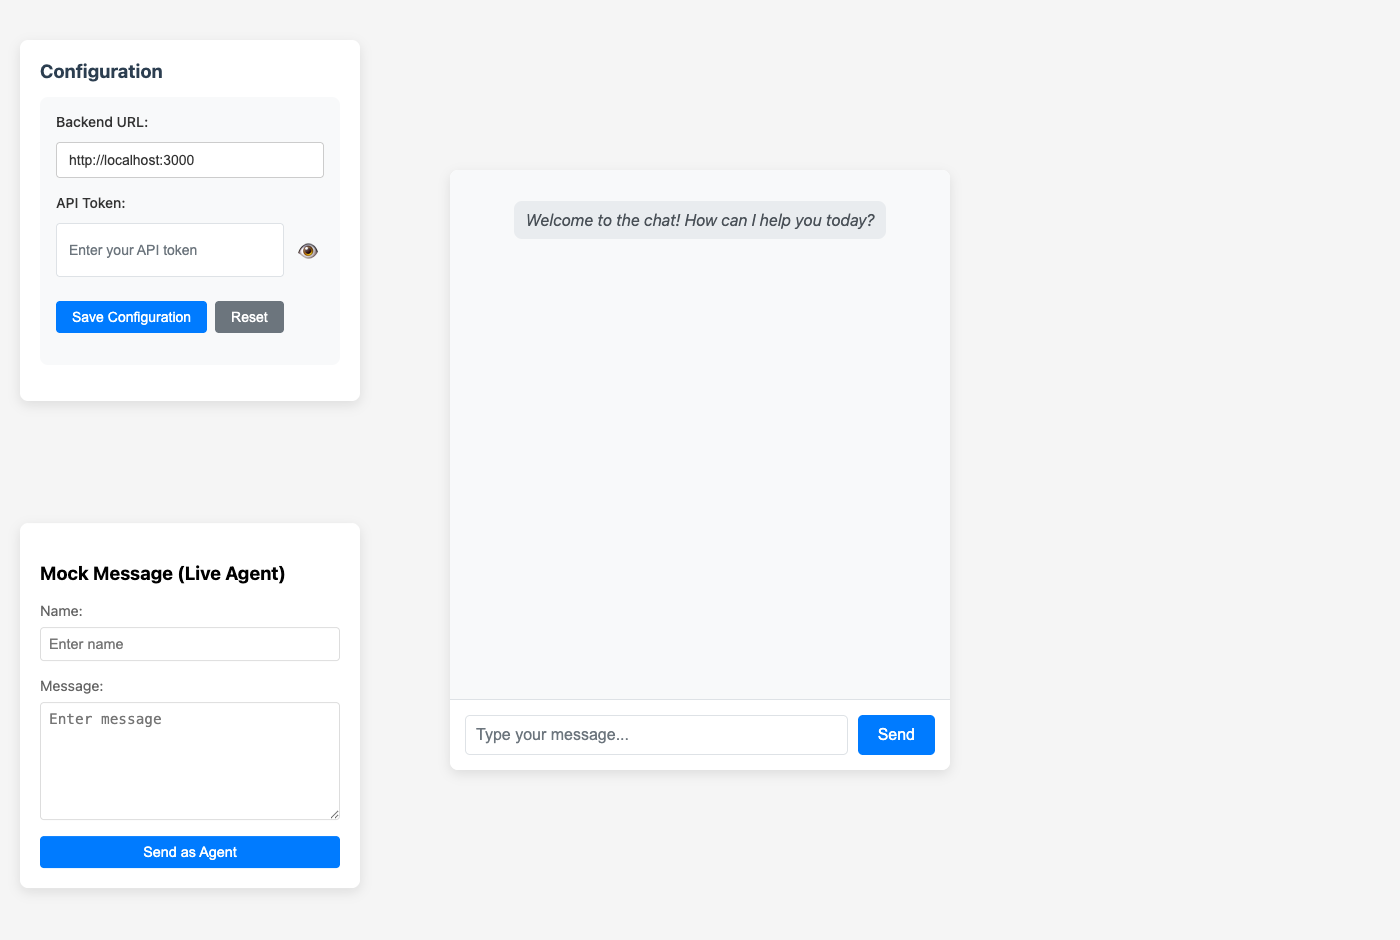 Configuration
Backend URL:
http://localhost:3000
API Token:
Enter your API token
Save Configuration
Reset
Mock Message (Live Agent)
Name:
Enter name
Message:
Enter message
Send as Agent
Welcome to the chat! How can I help you today?
Type your message...
Send